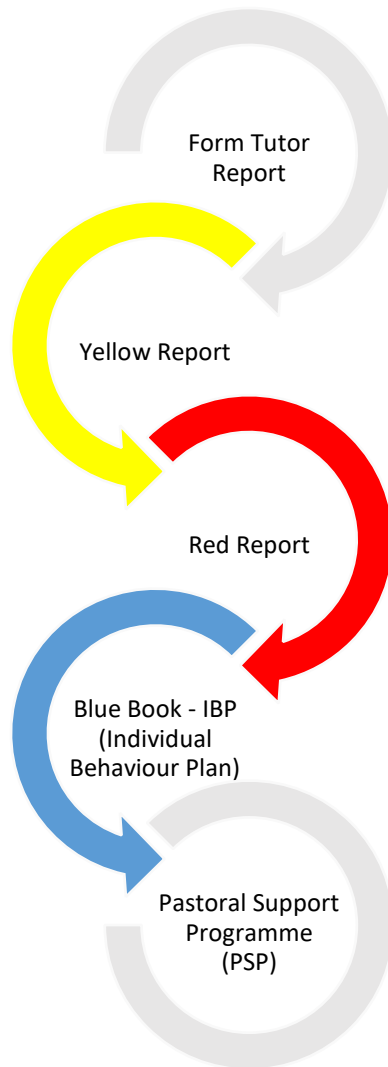 Form Tutor
Report
Yellow Report
Red Report
Blue Book - IBP
(Individual
Behaviour Plan)
Pastoral Support
Programme
(PSP)